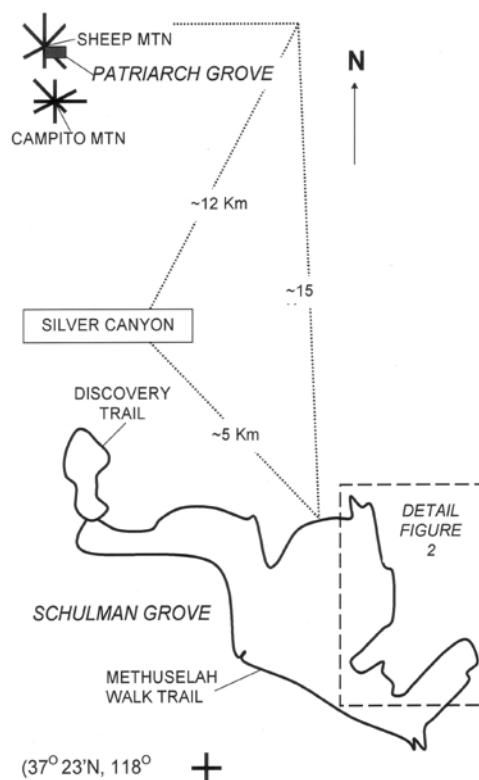 SHEEP MTN
PATRIARCH GROVE
CAMPITO MTN
N
~12 Km
~15
SILVER CANYON
DISCOVERY
TRAIL
~5 Km
DETAIL
FIGURE
2
SCHULMAN GROVE
METHUSELAH
WALK TRAIL
(37° 23'N, 118°